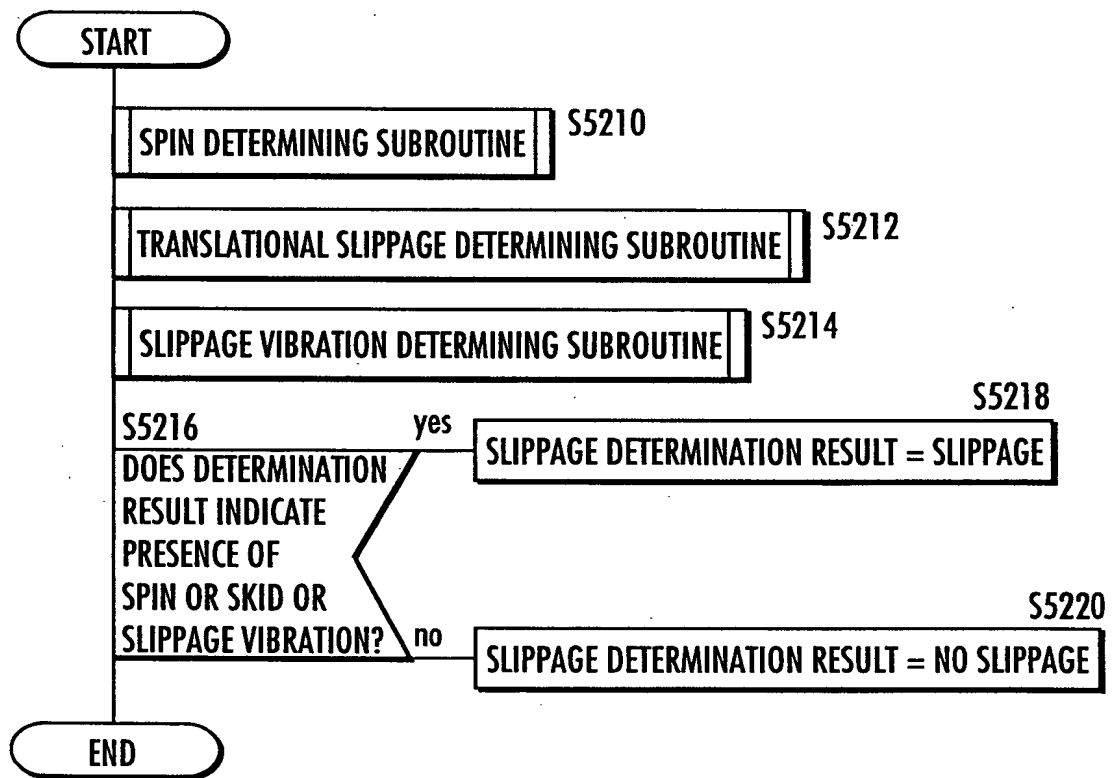 START
SPIN DETERMINING SUBROUTINE
S5210
TRANSLATIONAL SLIPPAGE DETERMINING SUBROUTINE
S5212
SLIPPAGE VIBRATION DETERMINING SUBROUTINE
S5214
S5216
DOES DETERMINATION
RESULT INDICATE
PRESENCE OF
SPIN OR SKID OR
SLIPPAGE VIBRATION?
yes
S5218
SLIPPAGE DETERMINATION RESULT = SLIPPAGE
no
S5220
SLIPPAGE DETERMINATION RESULT = NO SLIPPAGE
END